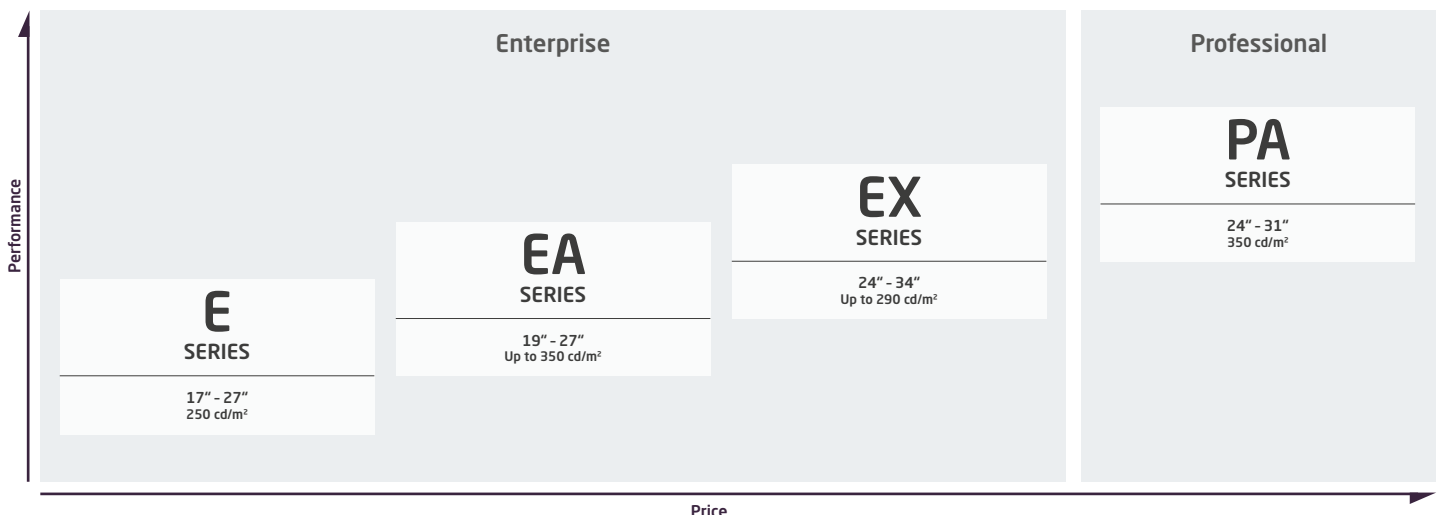 Enterprise
Professional
Performance
E
SERIES
17“ – 27“
250 cd/m²
EA
SERIES
19“ – 27“
Up to 350 cd/m²
EX
SERIES
24“ – 34“
Up to 290 cd/m²
PA
SERIES
24“ – 31“
350 cd/m²
Price